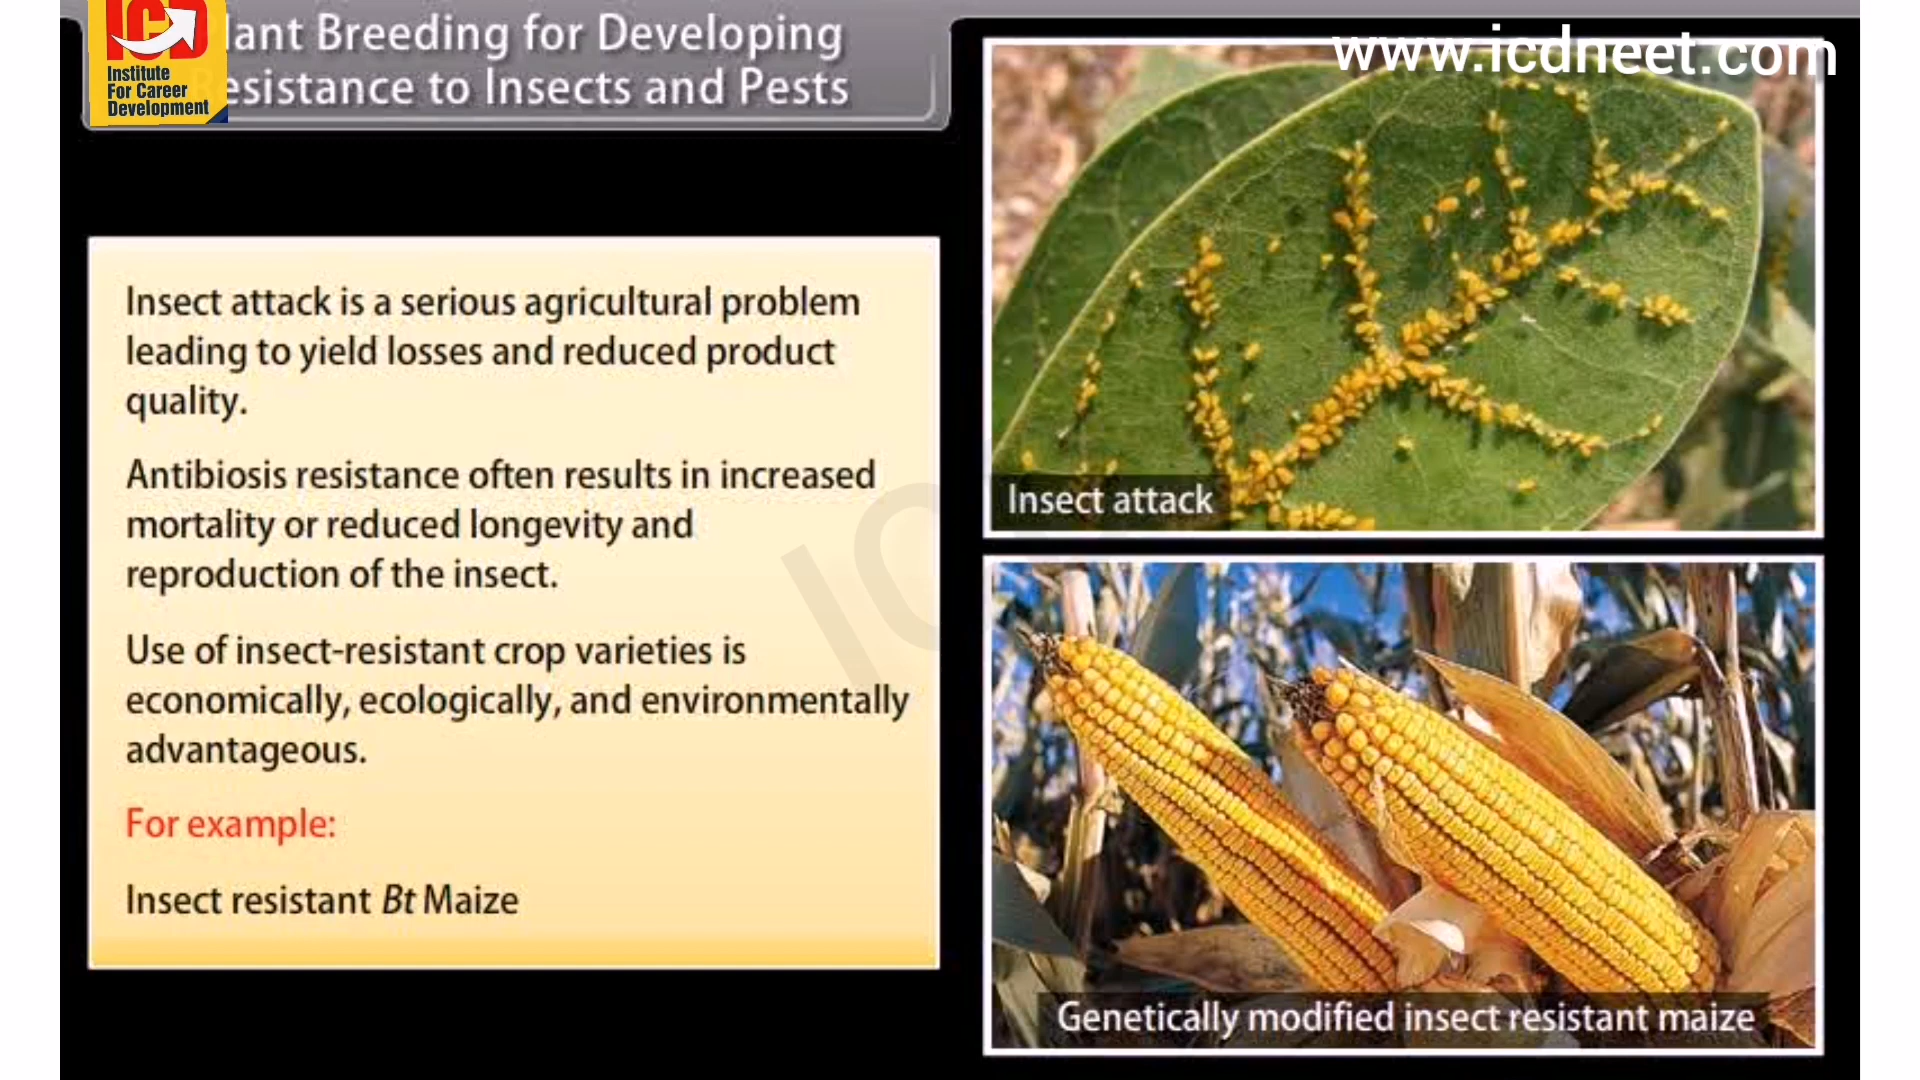 ICD
Institute
For Career
Development
lant Breeding for Developing
esistance to Insects and Pests
www.icdneet.com
Insect attack is a serious agricultural problem
leading to yield losses and reduced product
quality.
Antibiosis resistance often results in increased
mortality or reduced longevity and
reproduction of the insect.
Use of insect-resistant crop varieties is
economically, ecologically, and environmentally
advantageous.
For example:
Insect resistant Bt Maize
Insect attack
Genetically modified insect resistant maize